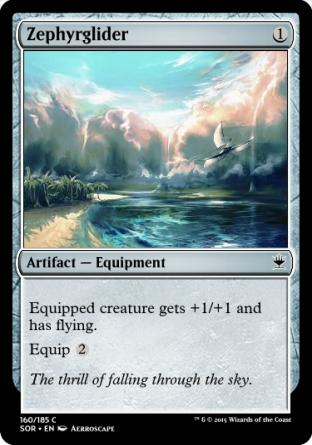 Zephyrglider 1
Artifact — Equipment
Equipped creature gets +1/+1 and
has flying.
Equip 2
The thrill of falling through the sky.
160/185 C
SOR • EN Aeroscape
™ & © 2015 Wizards of the Coast